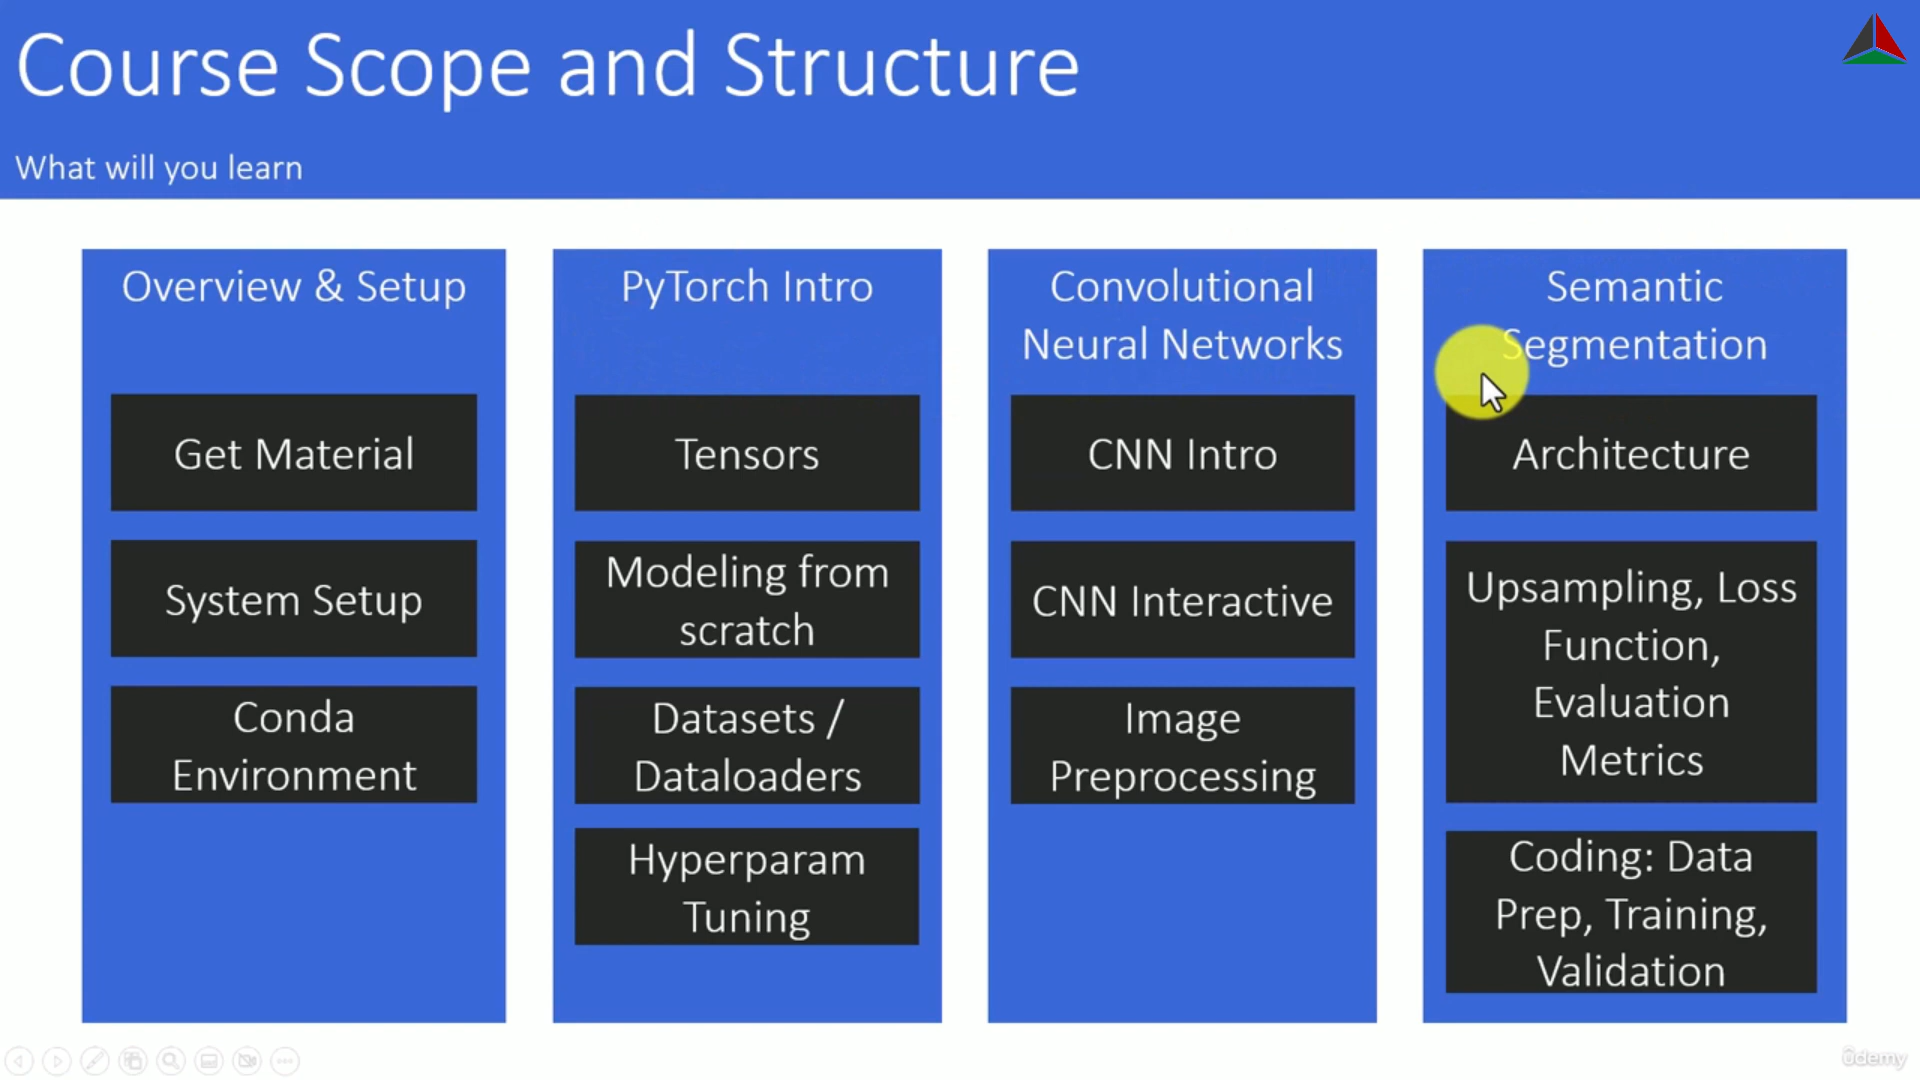 Course Scope and Structure
What will you learn
Overview & Setup
Get Material
System Setup
Conda
Environment
PyTorch Intro
Tensors
Modeling from
scratch
Datasets /
Dataloaders
Hyperparam
Tuning
Convolutional
Neural Networks
CNN Intro
CNN Interactive
Image
Preprocessing
Semantic
Segmentation
Architecture
Upsampling, Loss
Function,
Evaluation
Metrics
Coding: Data
Prep, Training,
Validation
ûdemy